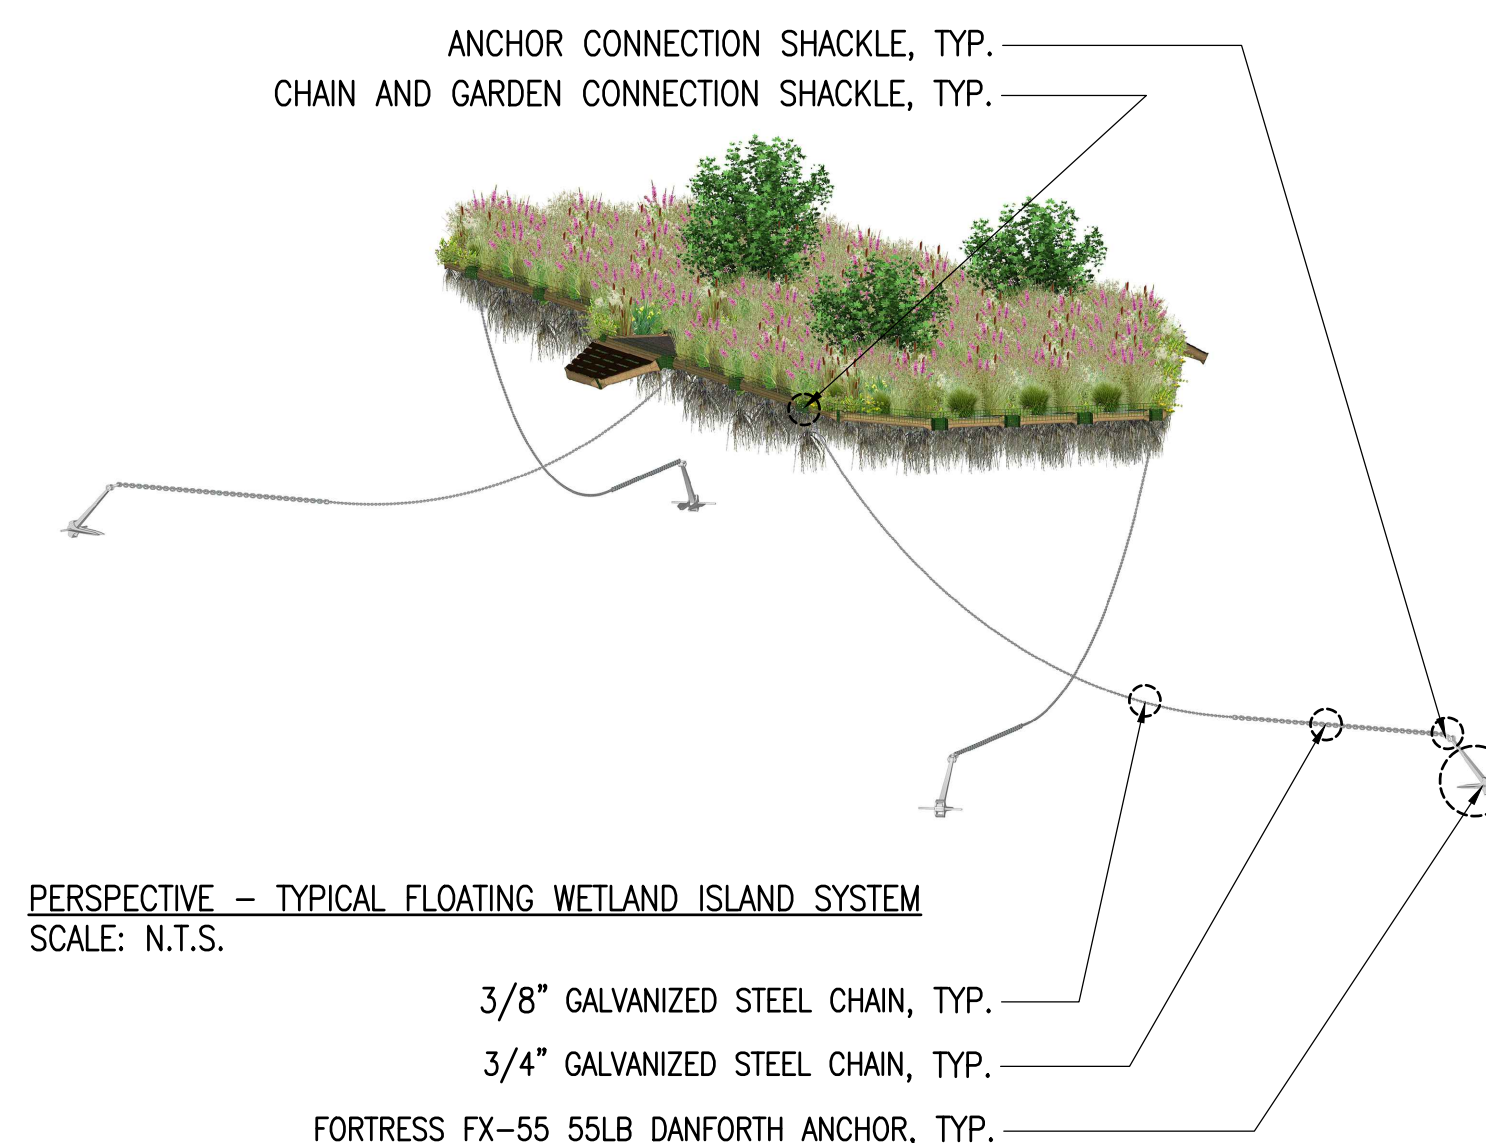 ANCHOR CONNECTION SHACKLE, TYP.
CHAIN AND GARDEN CONNECTION SHACKLE, TYP.
PERSPECTIVE – TYPICAL FLOATING WETLAND ISLAND SYSTEM
SCALE: N.T.S.
3/8” GALVANIZED STEEL CHAIN, TYP.
3/4” GALVANIZED STEEL CHAIN, TYP.
FORTRESS FX–55 55LB DANFORTH ANCHOR, TYP.